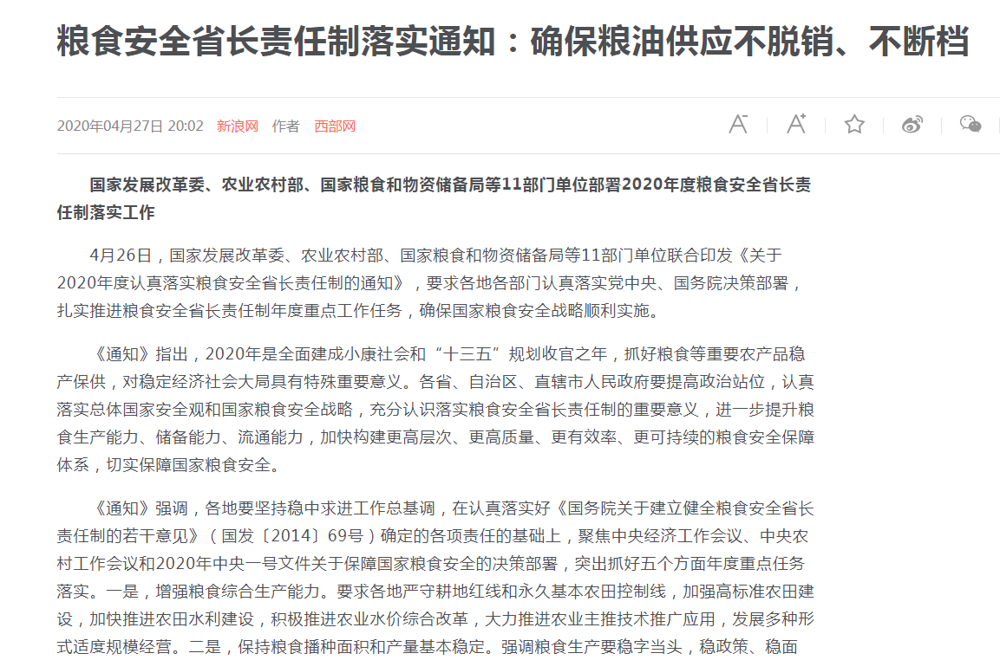 粮食安全省长责任制落实通知：确保粮油供应不脱销、不断档
2020年04月27日 20:02 新浪网 作者 西部网
国家发展改革委、农业农村部、国家粮食和物资储备局等11部门单位部署2020年度粮食安全省长责
任制落实工作
4月26日，国家发展改革委、农业农村部、国家粮食和物资储备局等11部门单位联合印发《关于
2020年度认真落实粮食安全省长责任制的通知》，要求各地各部门认真落实党中央、国务院决策部署，
扎实推进粮食安全省长责任制年度重点工作任务，确保国家粮食安全战略顺利实施。
《通知》指出，2020年是全面建成小康社会和“十三五”规划收官之年，抓好粮食等重要农产品稳
产保供，对稳定经济社会大局具有特殊重要意义。各省、自治区、直辖市人民政府要提高政治站位，认真
落实总体国家安全观和国家粮食安全战略，充分认识落实粮食安全省长责任制的重要意义，进一步提升粮
食生产能力、储备能力、流通能力，加快构建更高层次、更高质量、更有效率、更可持续的粮食安全保障
体系，切实保障国家粮食安全。
《通知》强调，各地要坚持稳中求进工作总基调，在认真落实好《国务院关于建立健全粮食安全省长
责任制的若干意见》（国发〔2014〕69号）确定的各项责任的基础上，聚焦中央经济工作会议、中央农
村工作会议和2020年中央一号文件关于保障国家粮食安全的决策部署，突出抓好五个方面年度重点任务
落实。一是，增强粮食综合生产能力。要求各地严守耕地红线和永久基本农田控制线，加强高标准农田建
设，加快推进农田水利建设，积极推进农业水价综合改革，大力推进农业主推技术推广应用，发展多种形
式适度规模经营。二是，保持粮食播种面积和产量基本稳定。强调粮食生产要稳字当头，稳政策、稳面